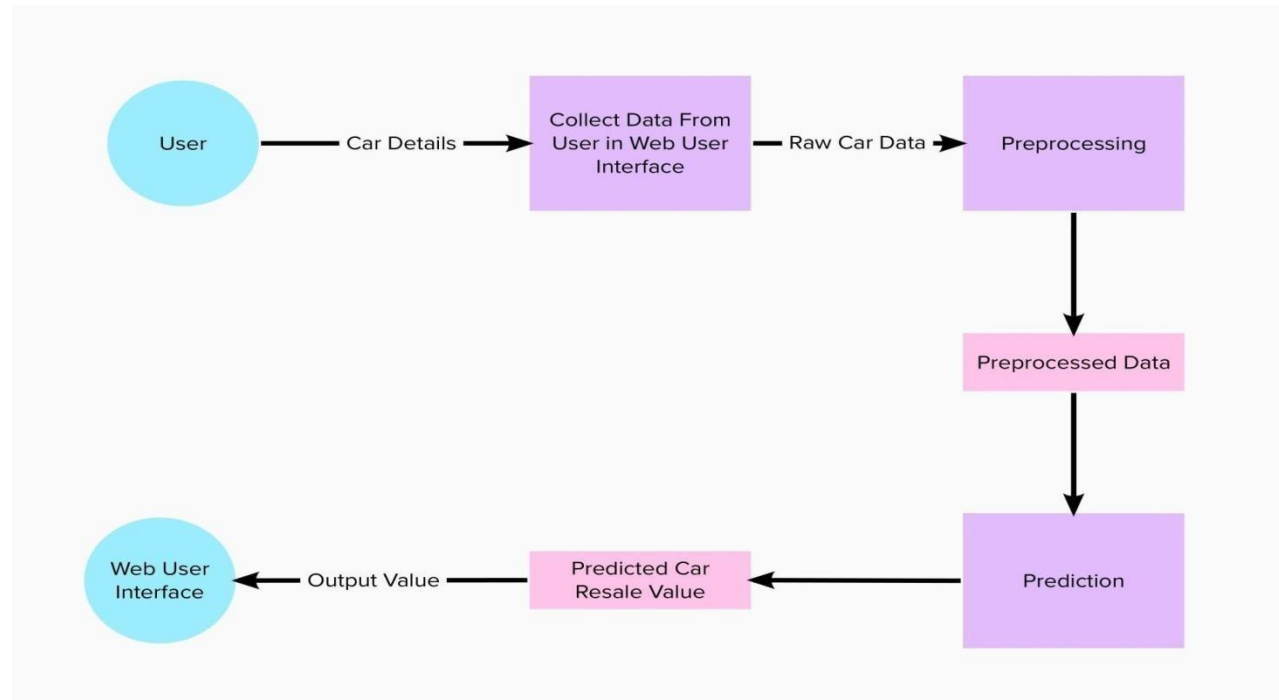 User
Car Details
Collect Data From
User in Web User
Interface
Raw Car Data
Preprocessing
Preprocessed Data
Prediction
Predicted Car
Resale Value
Output Value
Web User
Interface